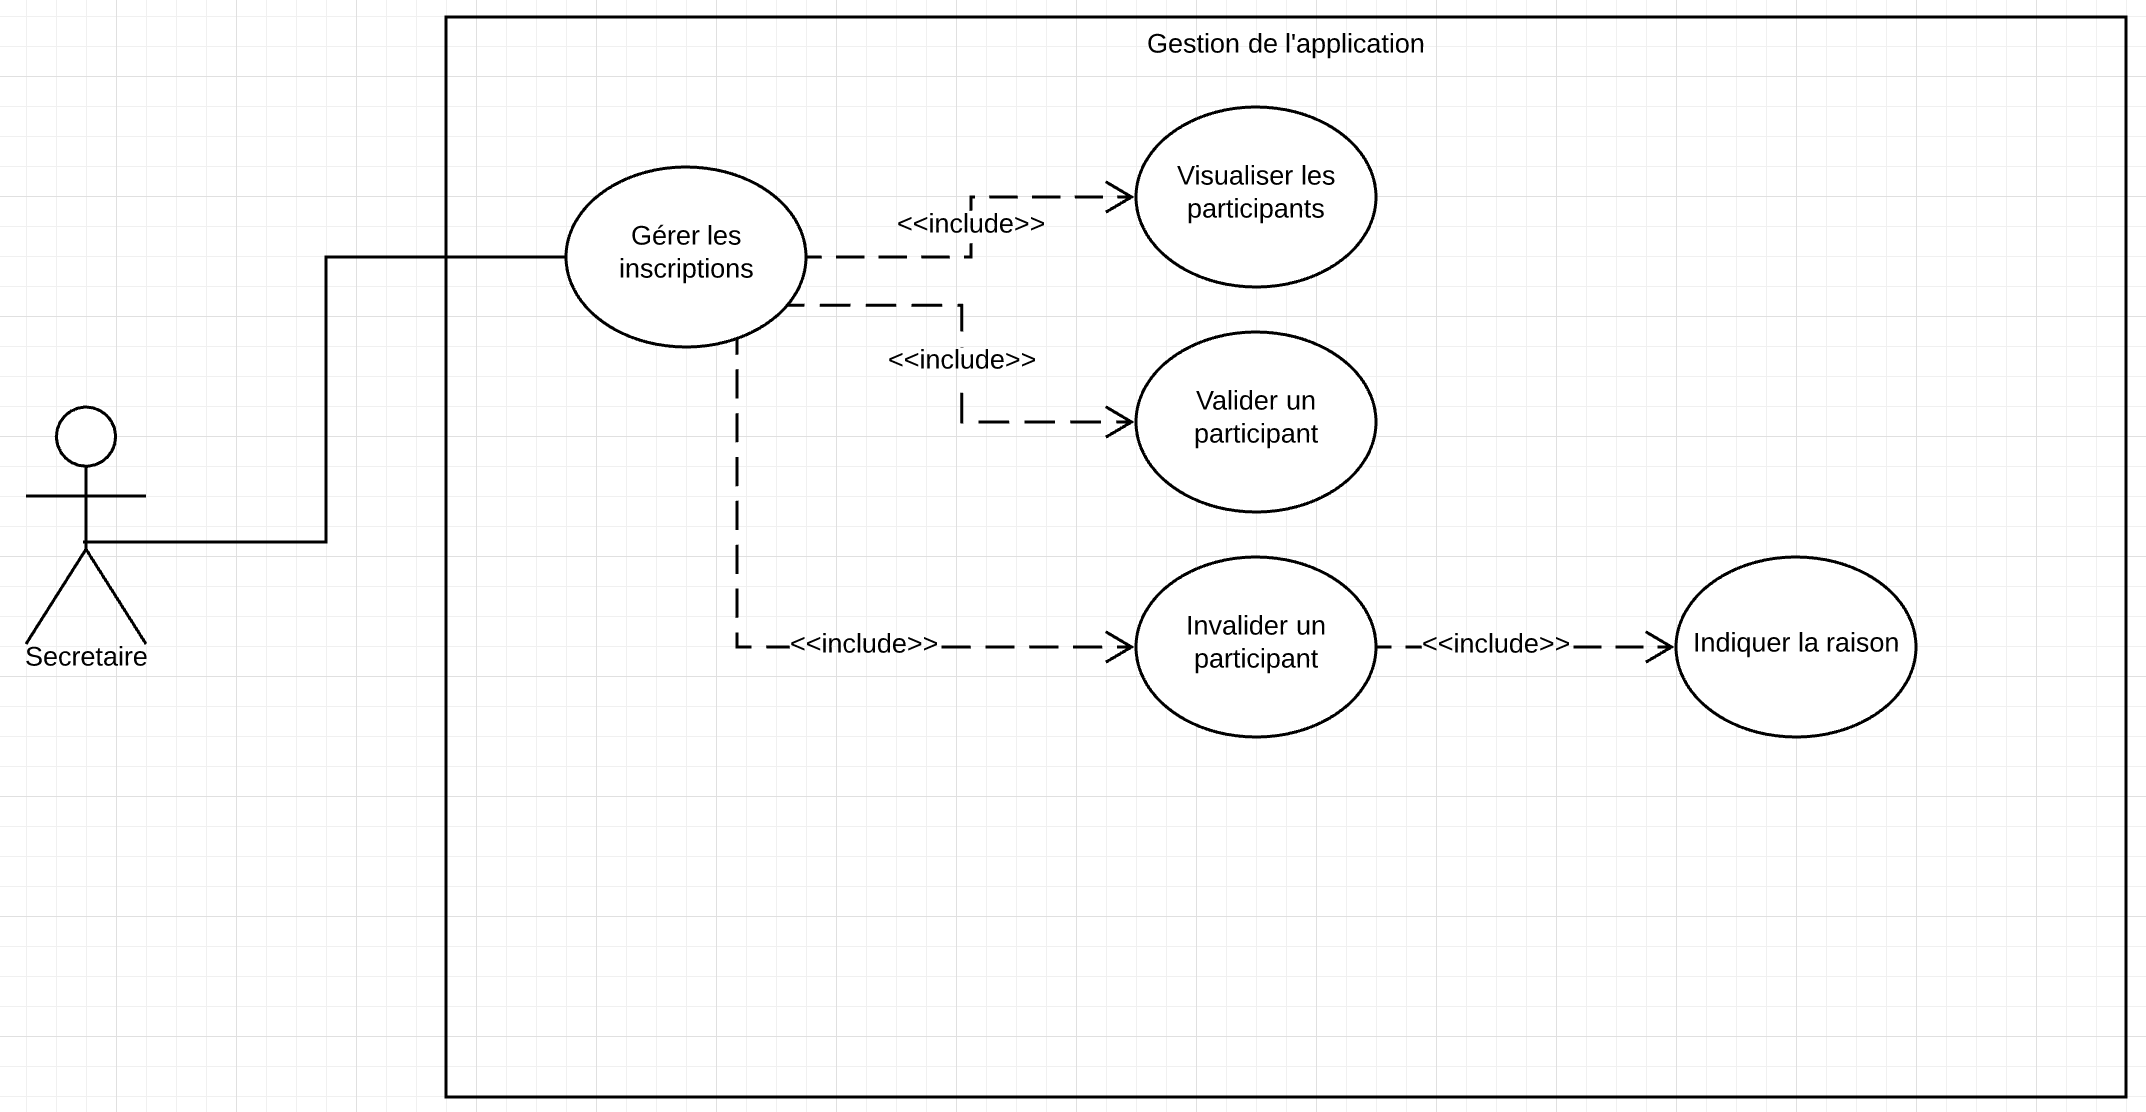 Gestion de l'application
Visualiser les
participants
<<include>>
Gérer les
inscriptions
<<include>>
Valider un
participant
Invalider un
participant
<<include>>
<<include>>
Indiquer la raison
Secretaire